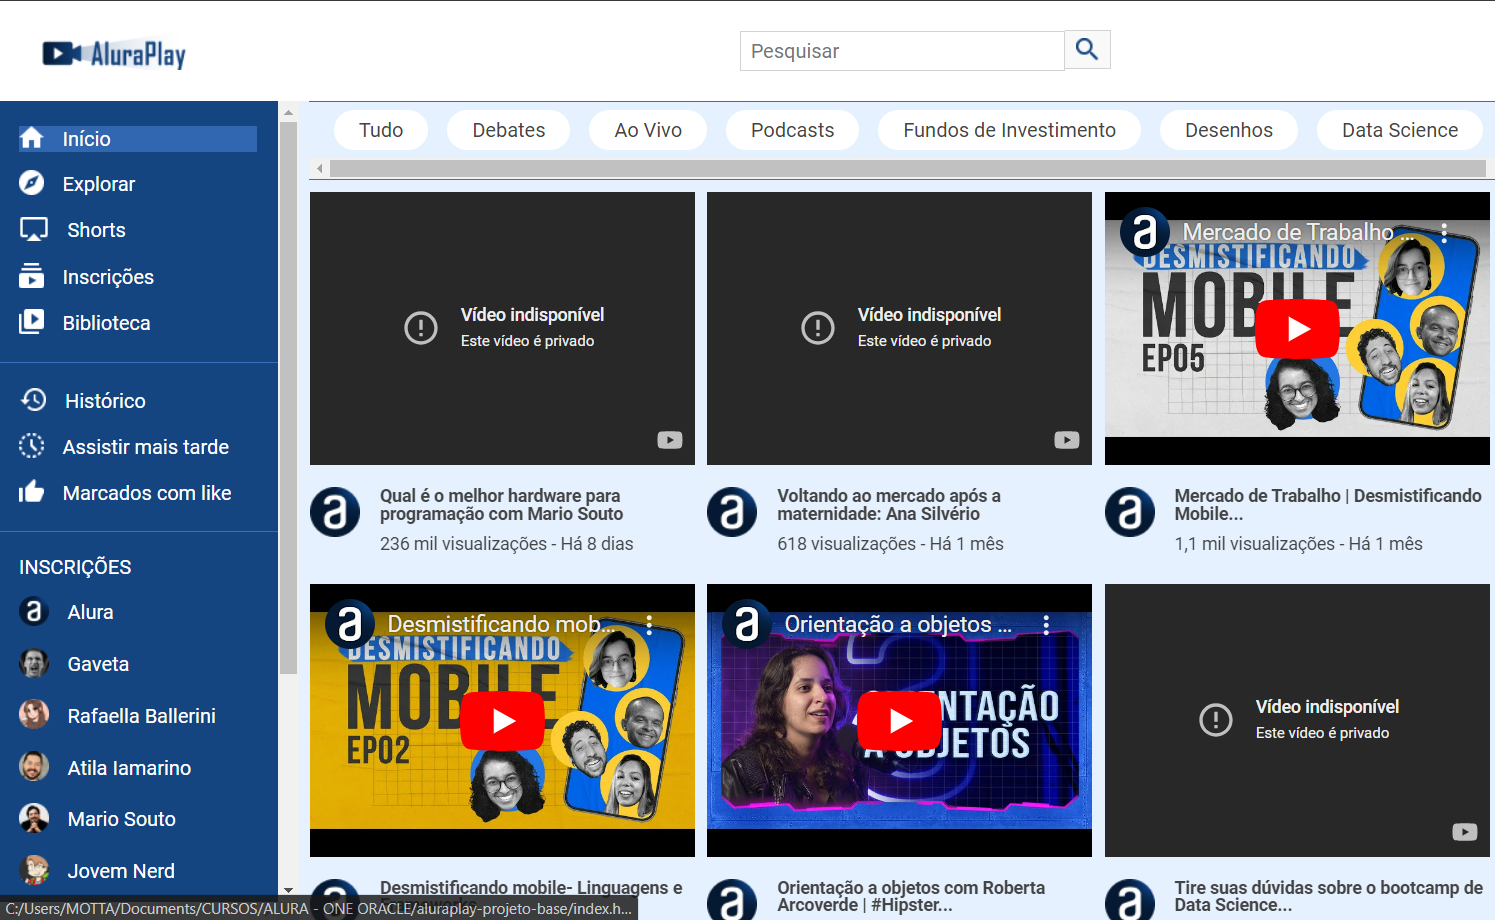 AluraPlay
Pesquisar
Início
Explorar
Shorts
Inscrições
Biblioteca
Histórico
Assistir mais tarde
Marcados com like
INSCRIÇÕES
Alura
Gaveta
Rafaella Ballerini
Atila Iamarino
Mario Souto
Jovem Nerd
Tudo
Debates
Ao Vivo
Podcasts
Fundos de Investimento
Desenhos
Data Science
Vídeo indisponível
Este vídeo é privado
Qual é o melhor hardware para
programação com Mario Souto
236 mil visualizações - Há 8 dias
Vídeo indisponível
Este vídeo é privado
Voltando ao mercado após a
maternidade: Ana Silvério
618 visualizações - Há 1 mês
a
Mercado de Trabalho ...
DESMISTIFICANDO
MOBILE
EP05
Mercado de Trabalho | Desmistificando
Mobile...
1,1 mil visualizações - Há 1 mês
a
Desmistificando mob...
DESMISTIFICANDO
MOBILE
EP02
Desmistificando mobile- Linguagens e
a
Orientação a objetos ...
ORIENTAÇÃO
A OBJETOS
Orientação a objetos com Roberta
Arcoverde | #Hipster...
Vídeo indisponível
Este vídeo é privado
Tire suas dúvidas sobre o bootcamp de
Data Science...
C:/Users/MOTTA/Documents/CURSOS/ALURA - ONE ORACLE/aluraplay-projeto-base/index.h...